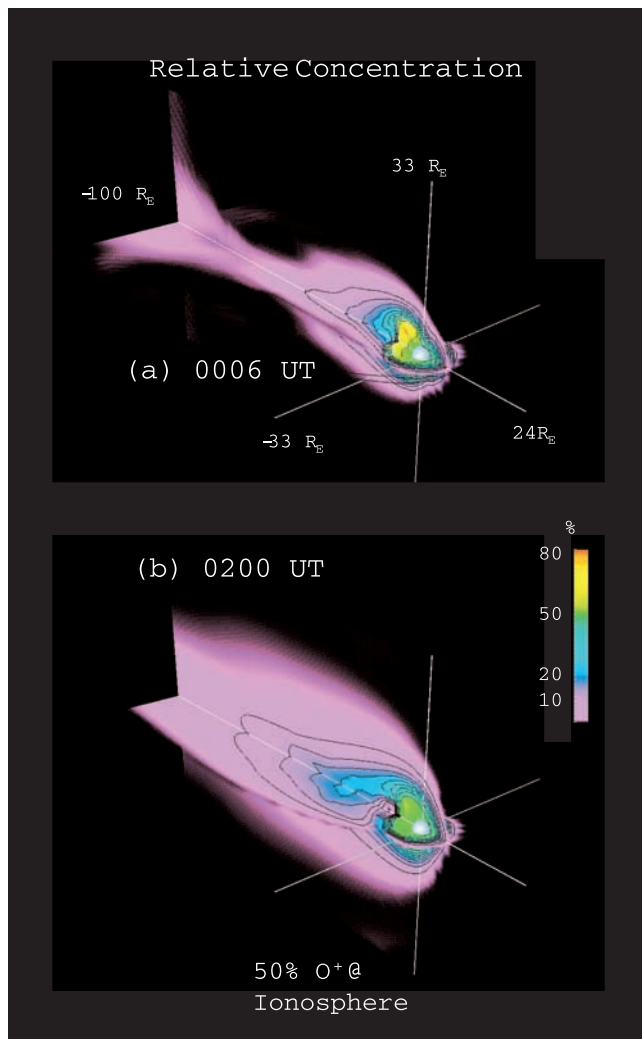 Relative Concentration
33 R_E
-100 R_E
(a) 0006 UT
-33 R_E
24R_E
%
(b) 0200 UT
80
50
20
10
50% O⁺@
Ionosphere